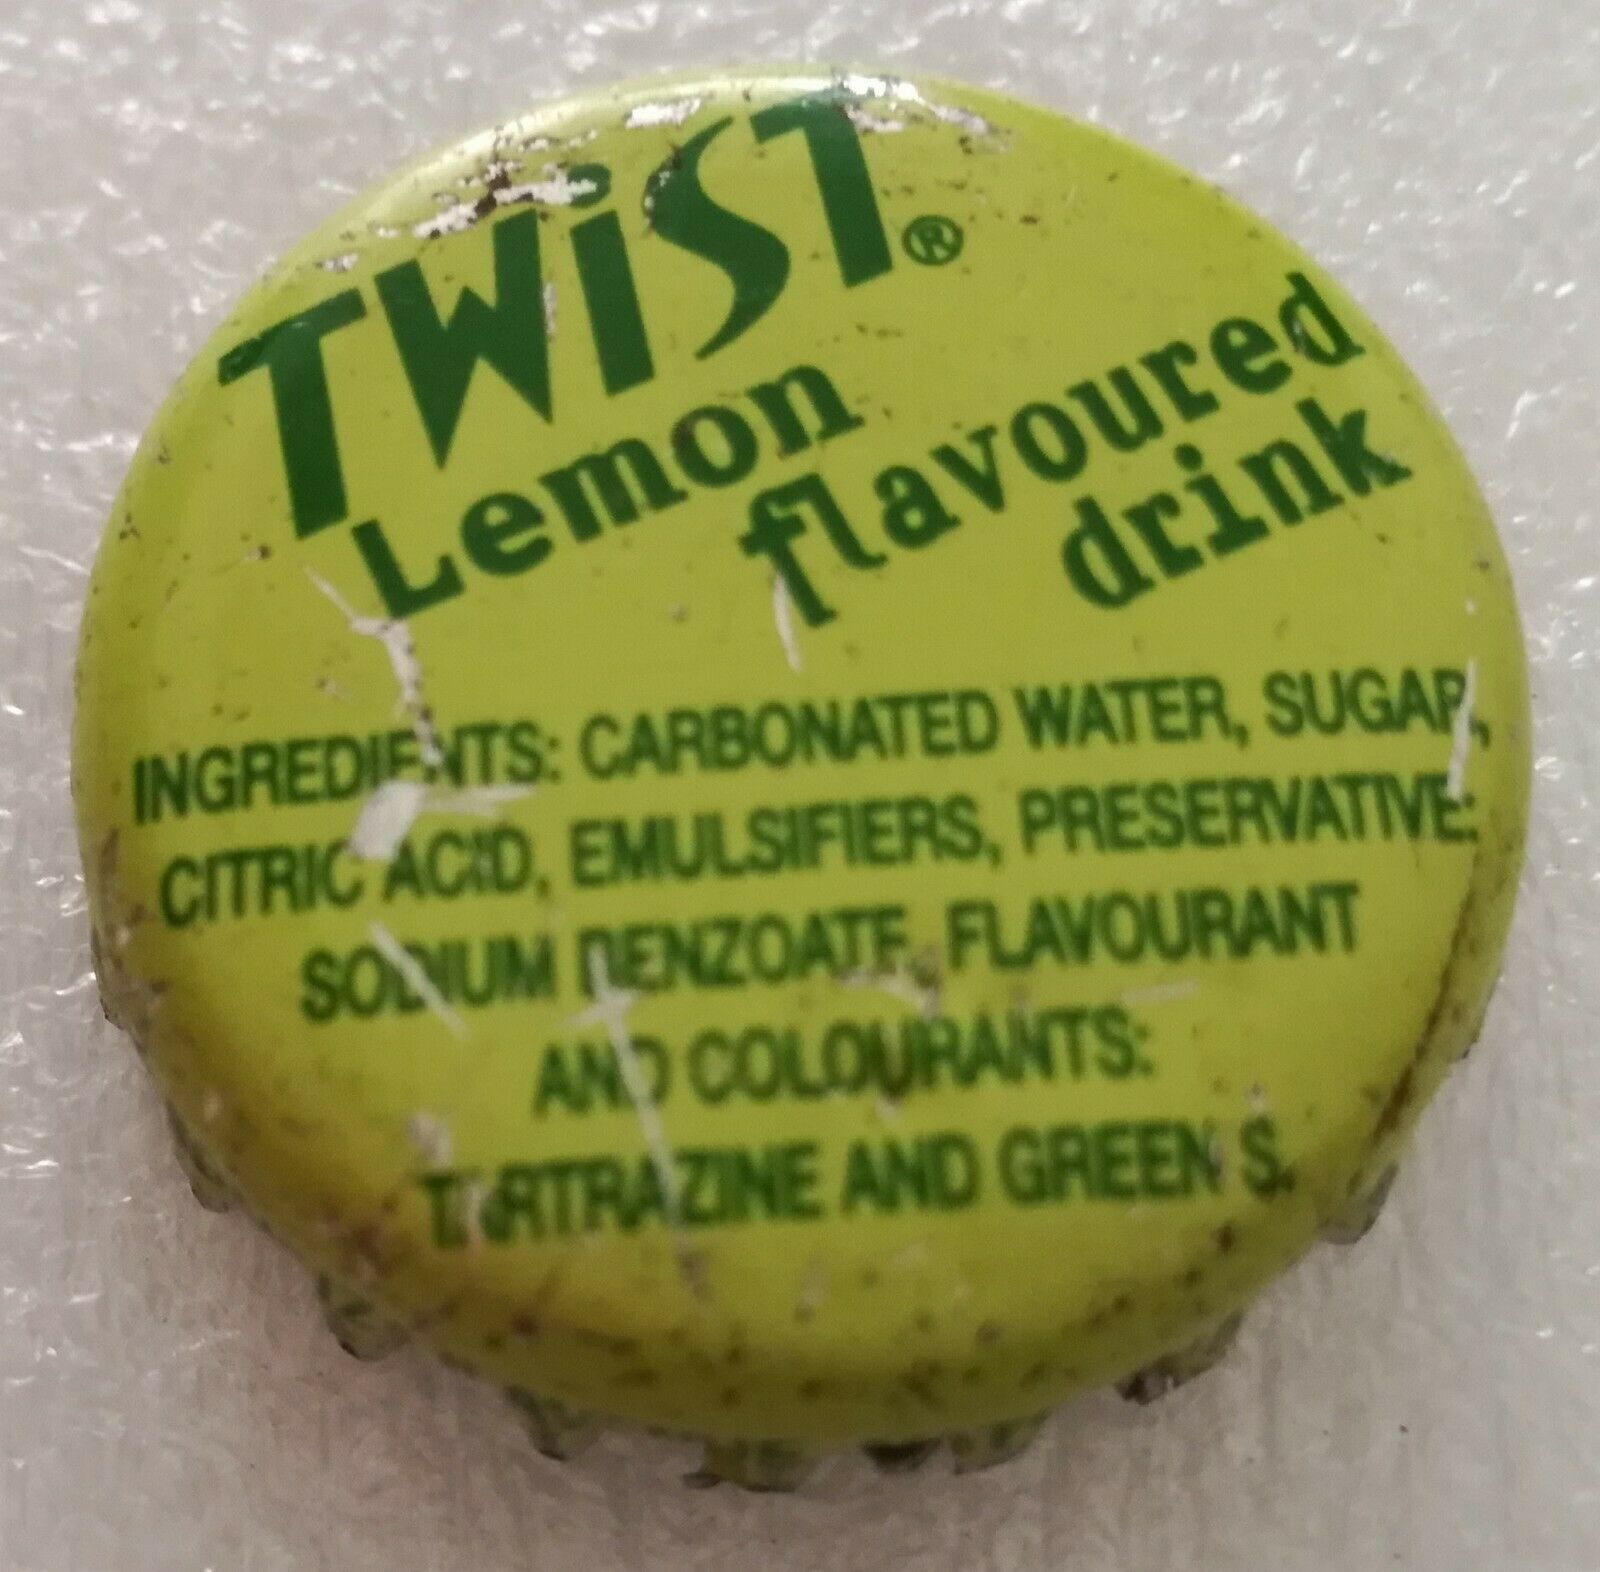 TWiST®
Lemon
flavoured
drink
INGREDIENTS: CARBONATED WATER, SUGAR,
CITRIC ACID, EMULSIFIERS, PRESERVATIVE:
SODIUM BENZOATE, FLAVOURANT
AND COLOURANTS:
TARTRAZINE AND GREEN S.